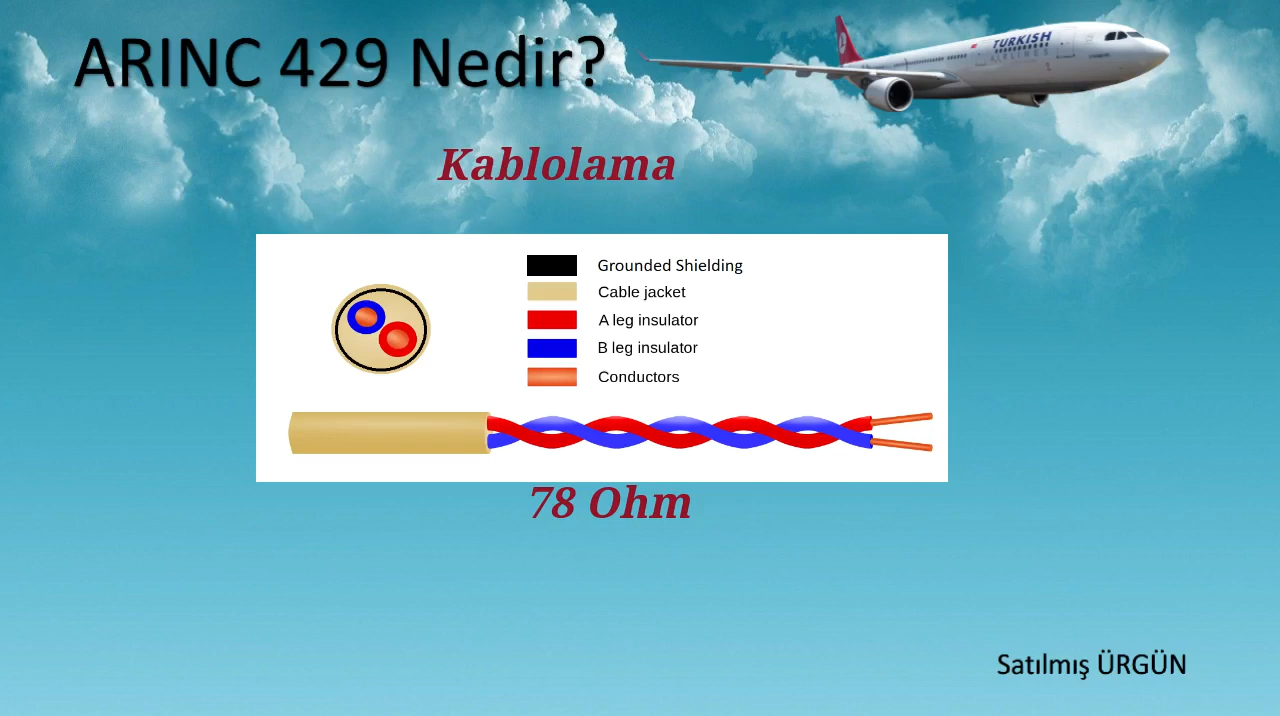 ARINC 429 Nedir?
TURKISH
Kablolama
Grounded Shielding
Cable jacket
A leg insulator
B leg insulator
Conductors
78 Ohm
Satılmış ÜRGÜN